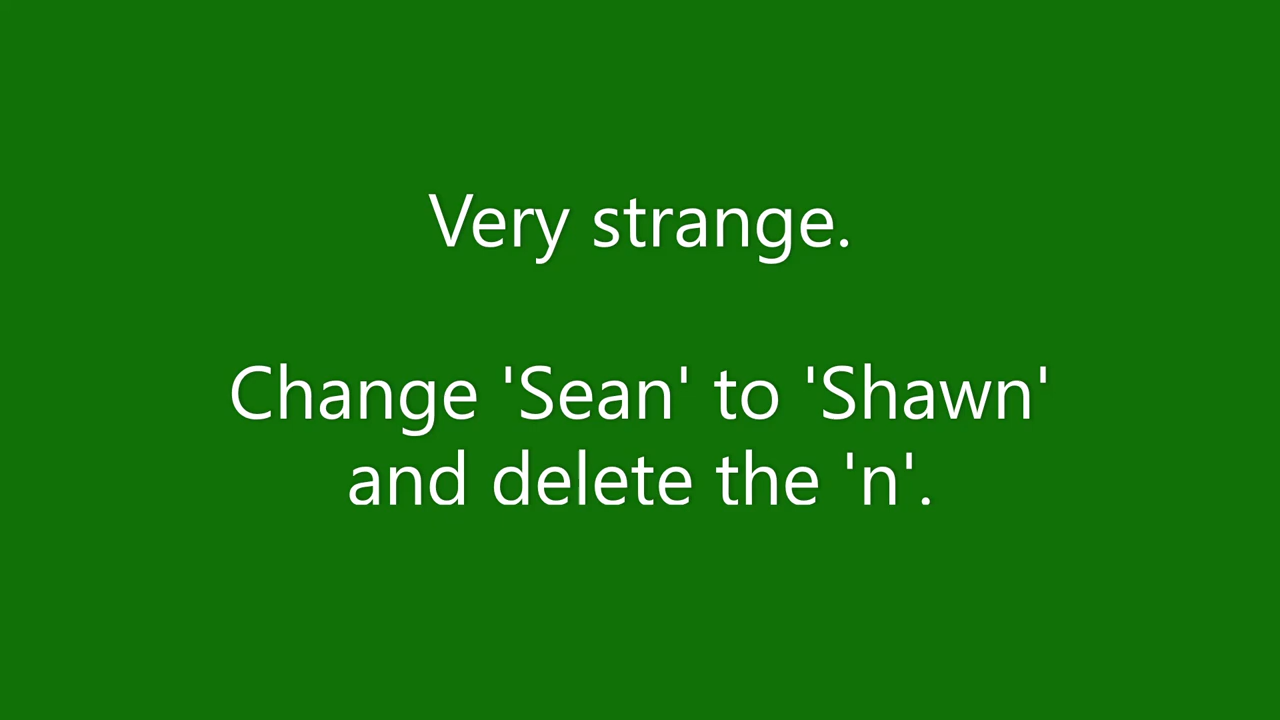 Very strange.
Change 'Sean' to 'Shawn'
and delete the 'n'.